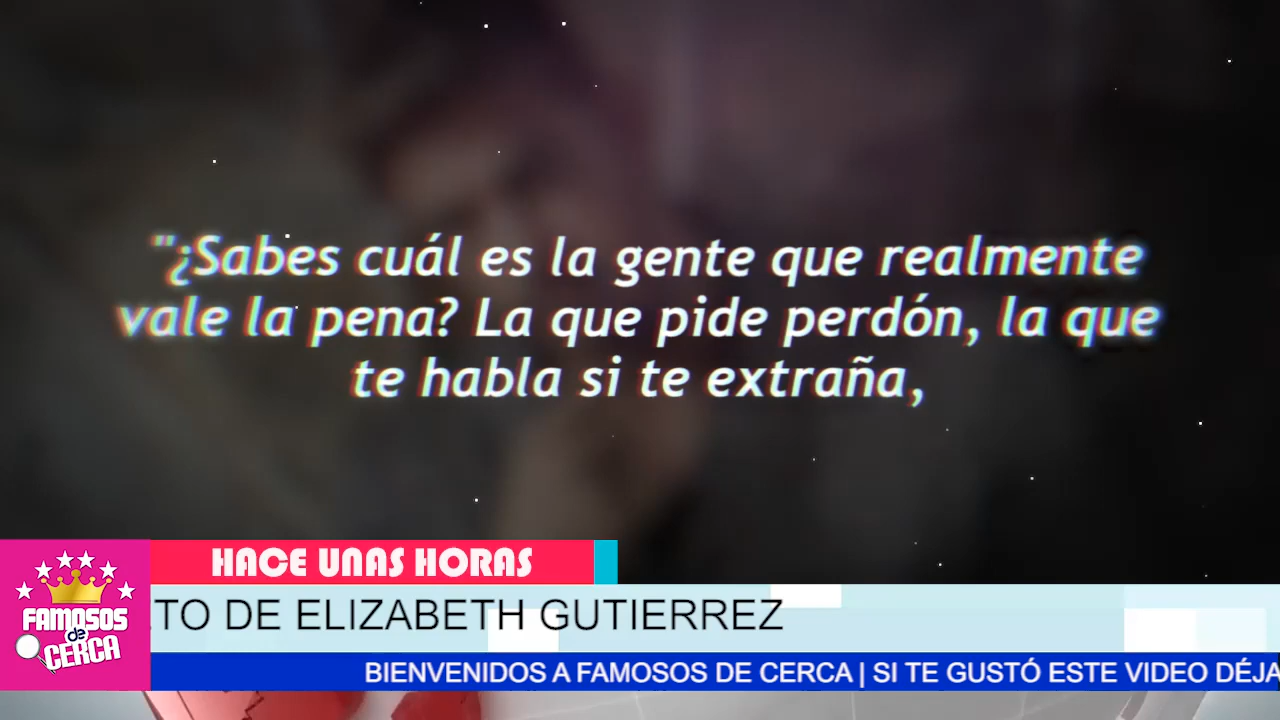 "¿Sabes cuál es la gente que realmente
vale la pena? La que pide perdón, la que
te habla si te extraña,
HACE UNAS HORAS
TO DE ELIZABETH GUTIERREZ
FAMOSOS
de
CERCA
BIENVENIDOS A FAMOSOS DE CERCA | SI TE GUSTÓ ESTE VIDEO DÉJA